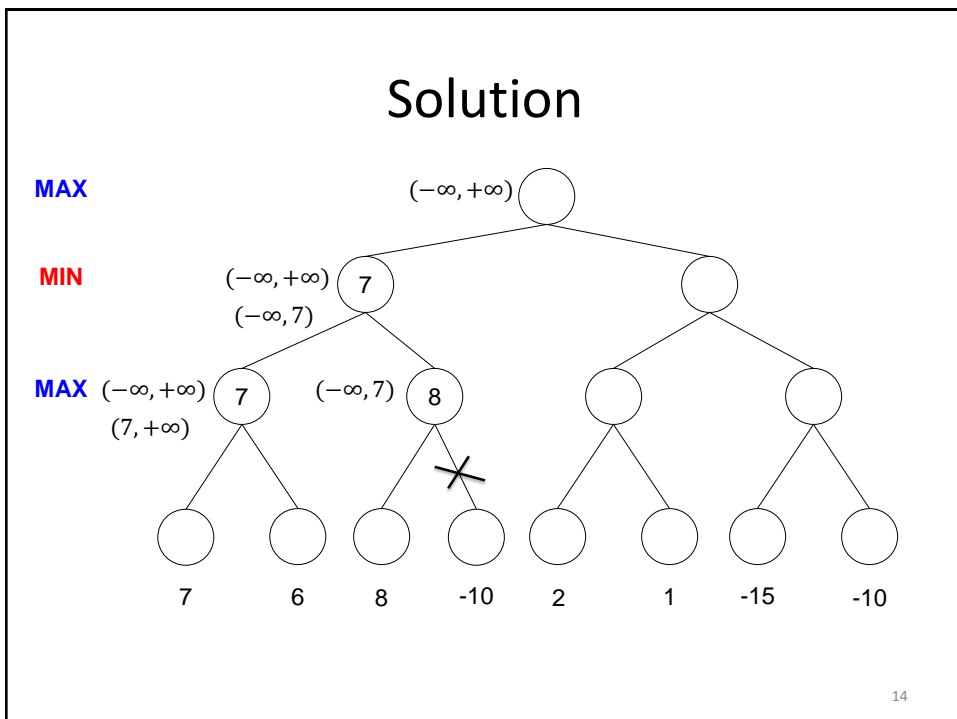 Solution
MAX (−∞, +∞)
MIN (−∞, +∞) 7
(−∞, 7)
MAX (−∞, +∞) 7 (−∞, 7) 8
(7, +∞)
7 6 8 -10 2 1 -15 -10
14